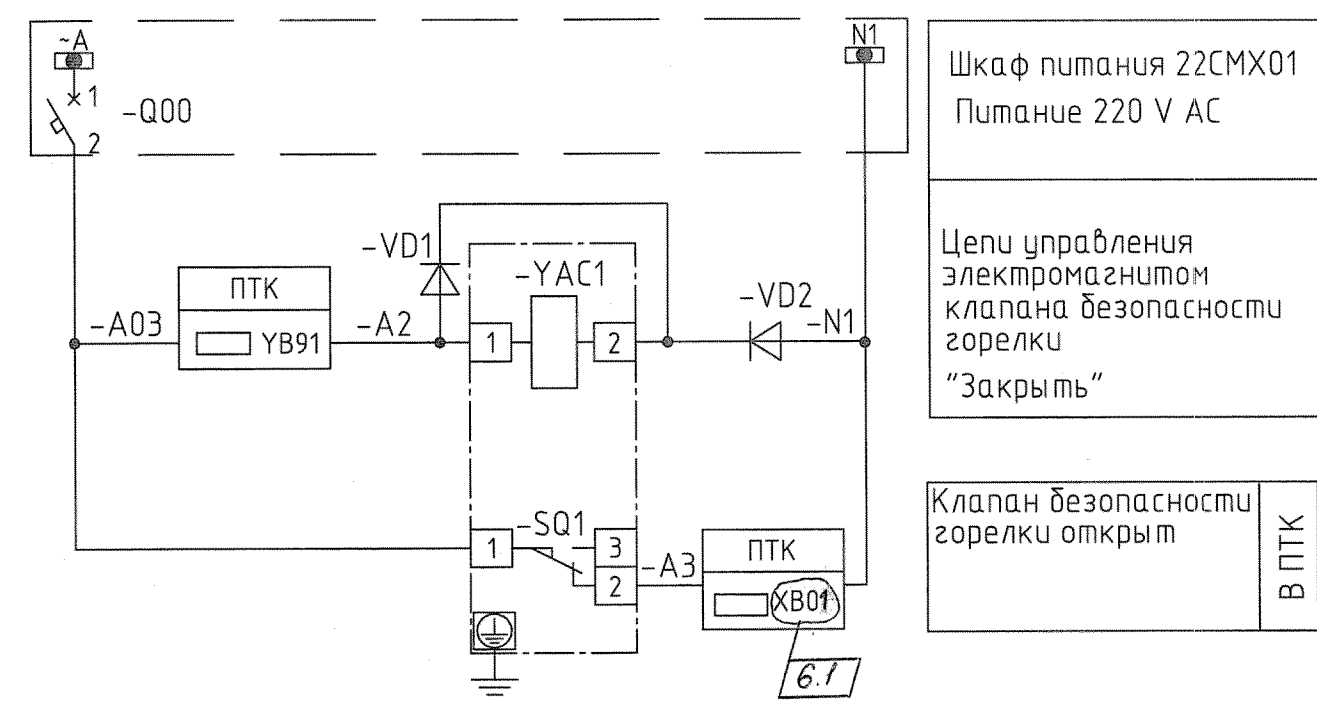 ~A
N1
1
-Q00
2
Шкаф питания 22CMX01
Питание 220 V AC
-VD1
-YAC1
ПТК
-VD2
-A03
YB91
-A2
1
2
-N1
Цепи управления
электромагнитом
клапана безопасности
горелки
"Закрыть"
-SQ1
1
3
2
-A3
ПТК
XB01
6.1
Клапан безопасности
горелки открыт
В ПТК